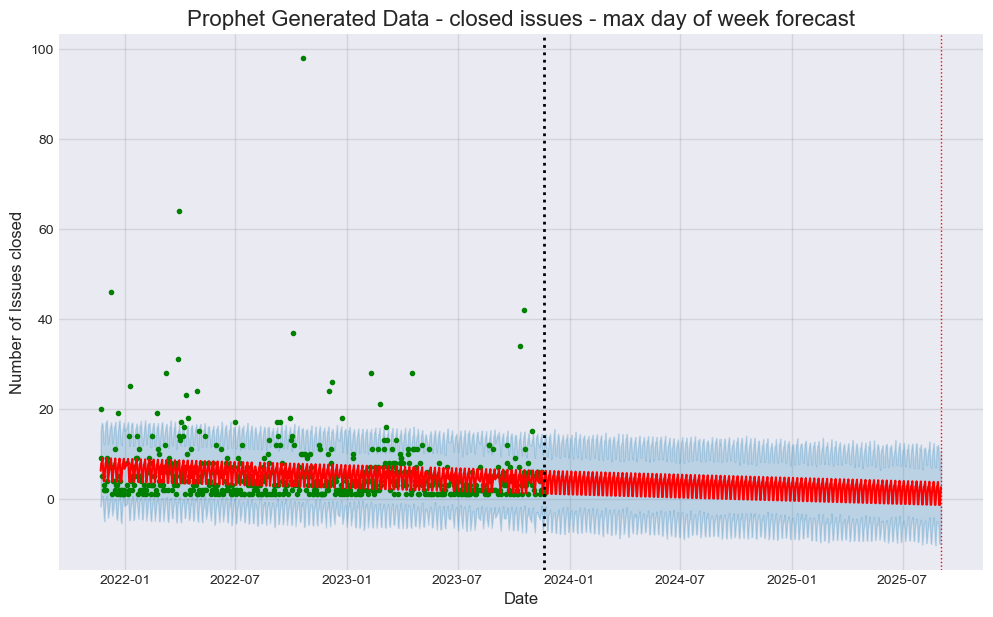 Prophet Generated Data - closed issues - max day of week forecast
Number of Issues closed
100
80
60
40
20
0
2022-01 2022-07 2023-01 2023-07 2024-01 2024-07 2025-01 2025-07
Date